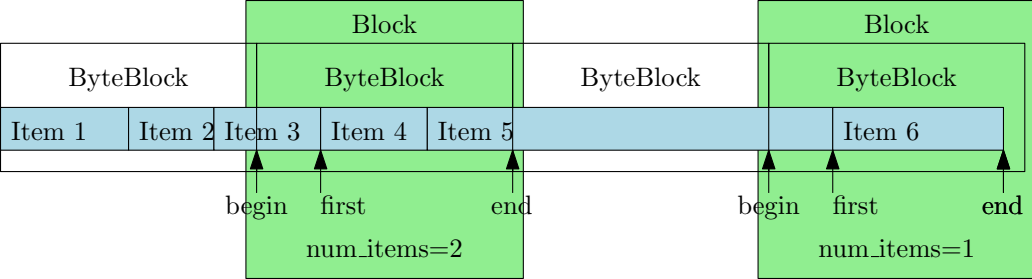 Block Block
ByteBlock ByteBlock ByteBlock ByteBlock
Item 1 Item 2 Item 3 Item 4 Item 5 Item 6
begin first end begin first end
num_items=2 num_items=1